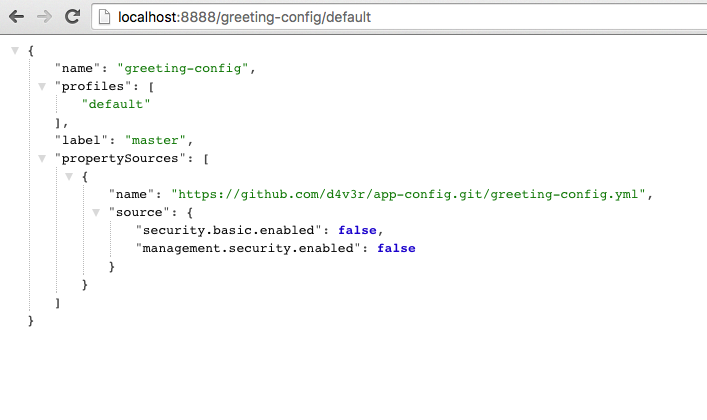 localhost:8888/greeting-config/default
{
"name": "greeting-config",
"profiles": [
"default"
],
"label": "master",
"propertySources": [
{
"name": "https://github.com/d4v3r/app-config.git/greeting-config.yml",
"source": {
"security.basic.enabled": false,
"management.security.enabled": false
}
}
]
}